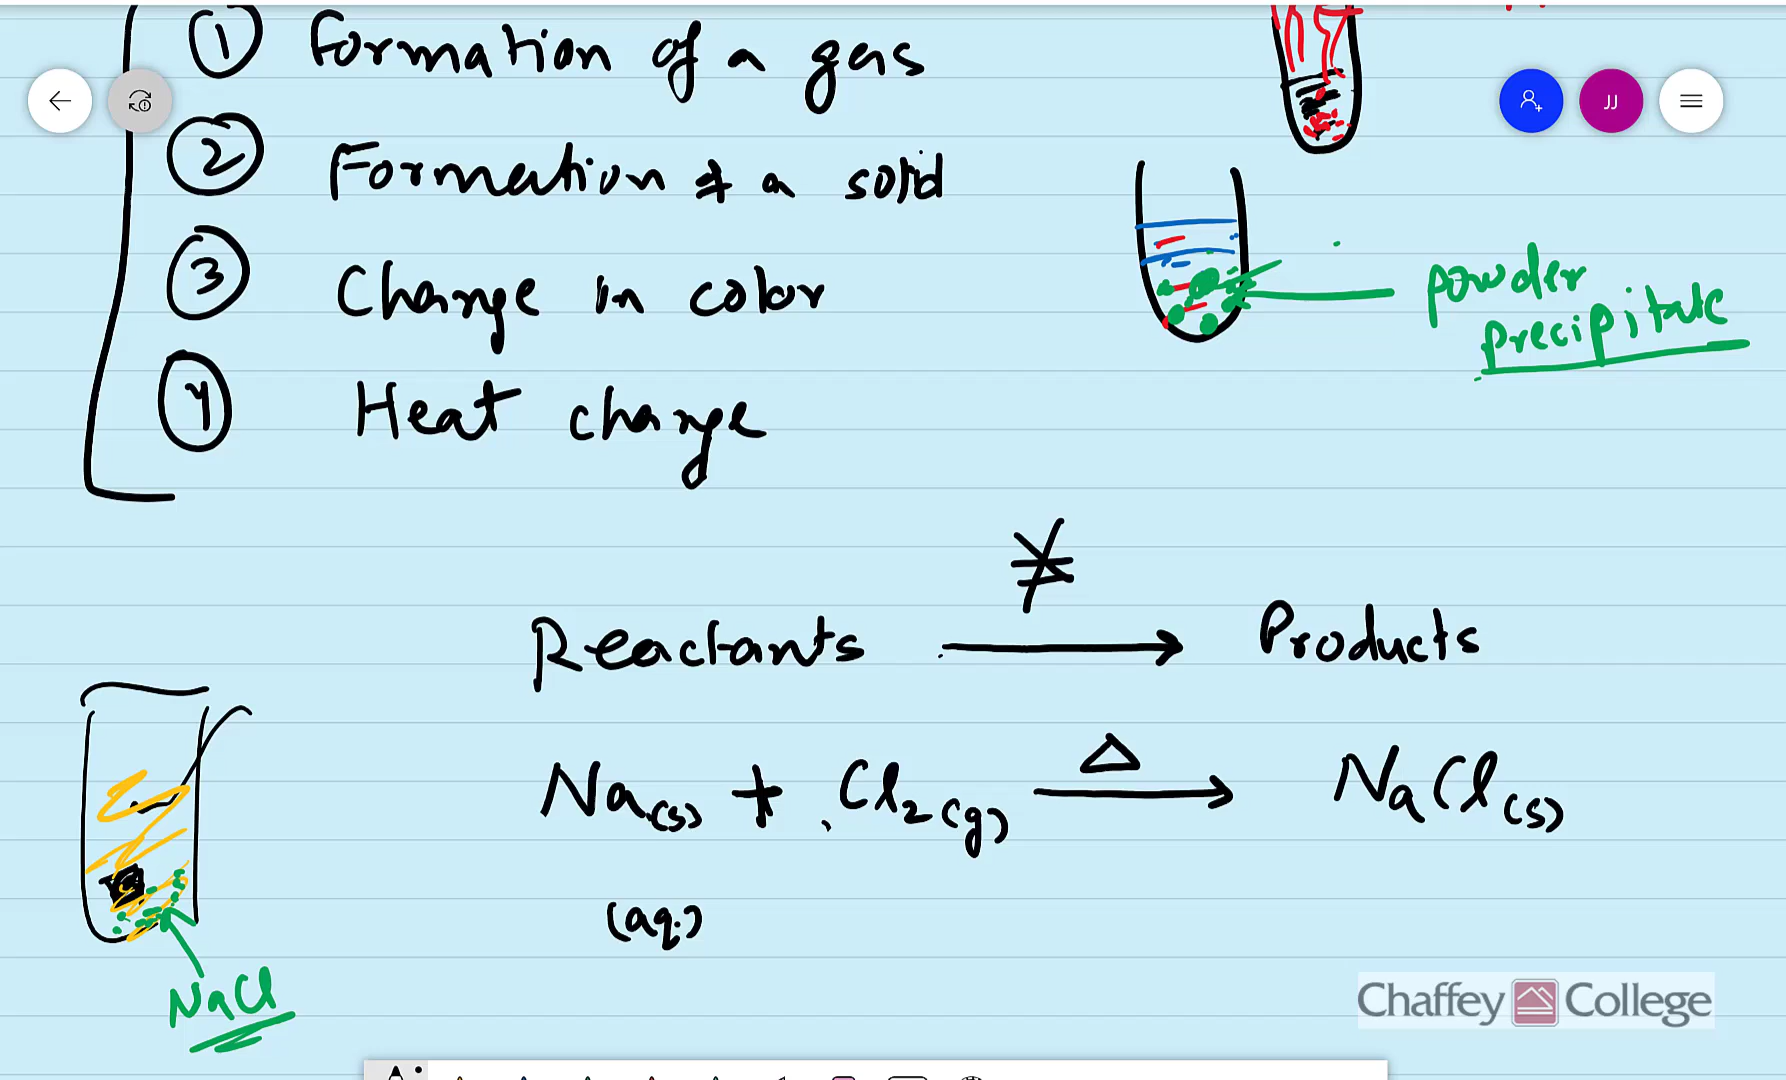 ① Formation of a gas
② Formation of a solid
③ Change in color
④ Heat change
JJ
powder
precipitate
≠
Reactants → Products
Na(s) + Cl₂(g) →Δ NaCl(s)
(aq.)
NaCl
Chaffey College